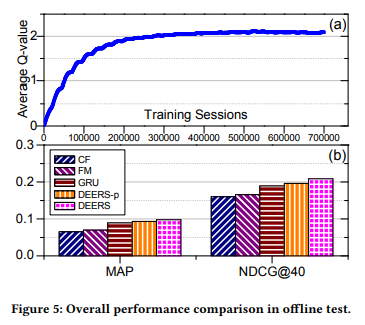 (a)
Average Q-value
2
1
0
Training Sessions
100000 200000 300000 400000 500000 600000 700000
(b)
0.3
0.2
0.1
0.0
CF
FM
GRU
DEERS-p
DEERS
MAP NDCG@40
Figure 5: Overall performance comparison in offline test.